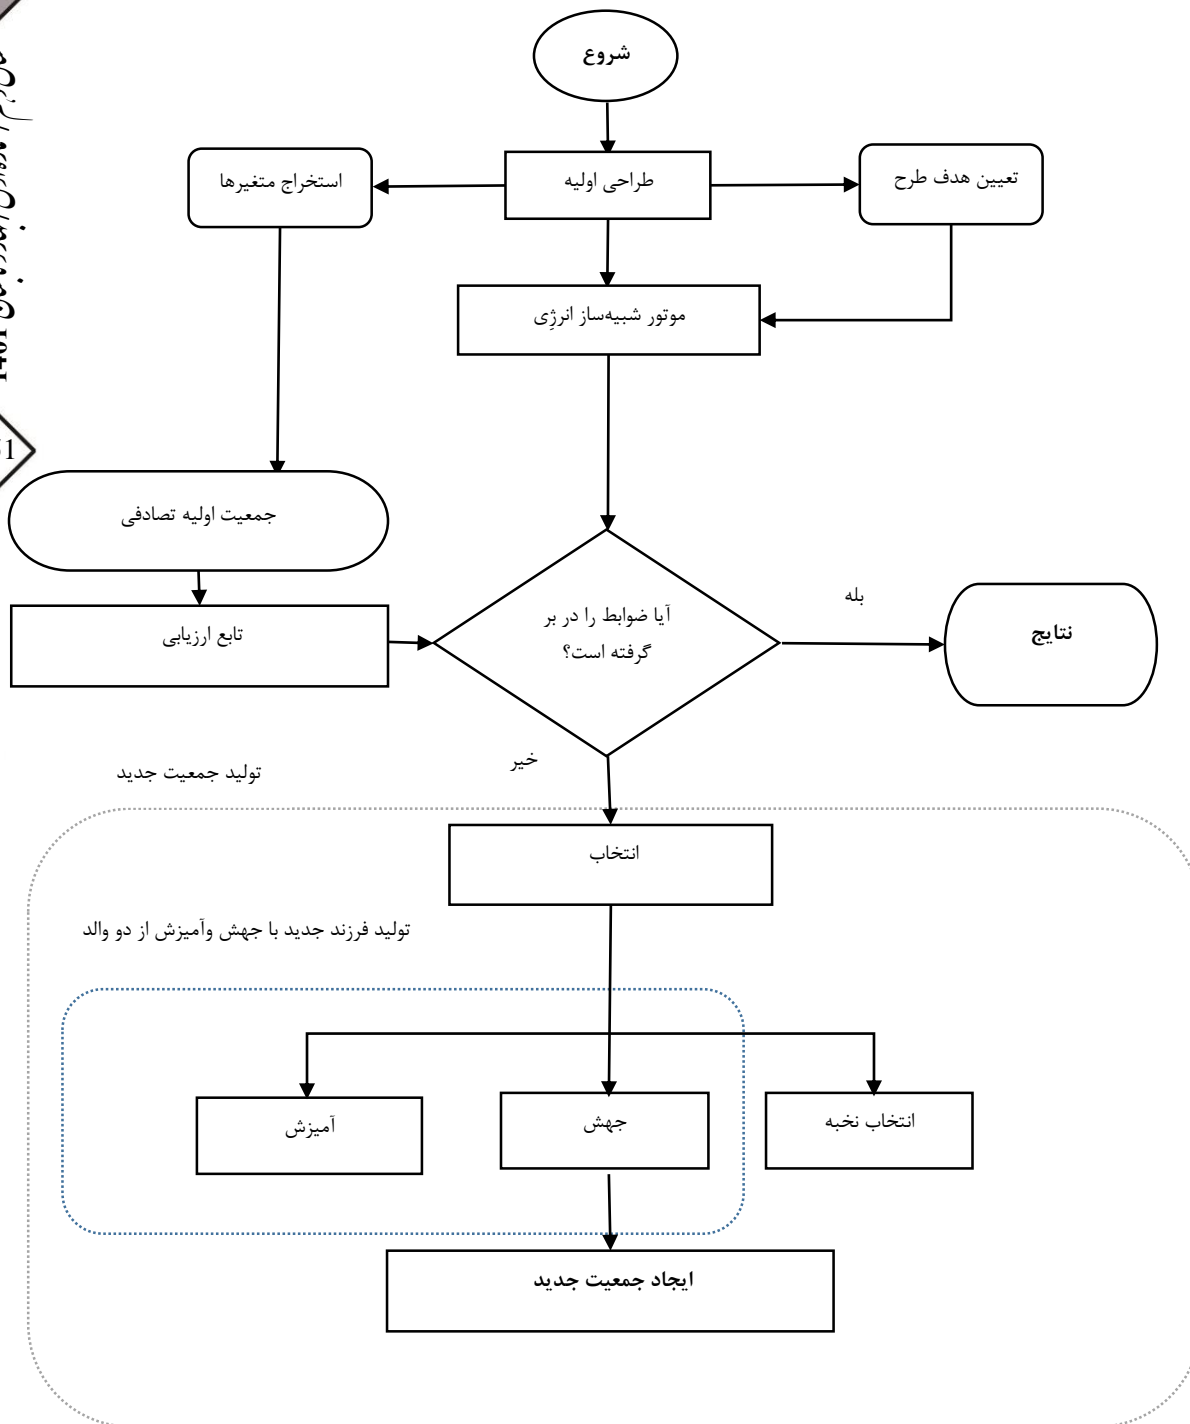 شروع
تعیین هدف طرح
طراحی اولیه
استخراج متغیرها
موتور شبیه‌ساز انرژِی
جمعیت اولیه تصادفی
تابع ارزیابی
آیا ضوابط را در بر
گرفته است؟
بله
نتایج
خیر
تولید جمعیت جدید
انتخاب
تولید فرزند جدید با جهش وآمیزش از دو والد
انتخاب نخبه
جهش
آمیزش
ایجاد جمعیت جدید